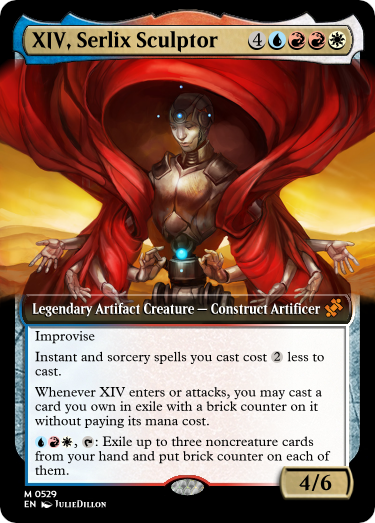 XIV, Serlix Sculptor 4
Legendary Artifact Creature — Construct Artificer
Improvise
Instant and sorcery spells you cast cost 2 less to
cast.
Whenever XIV enters or attacks, you may cast a
card you own in exile with a brick counter on it
without paying its mana cost.
, : Exile up to three noncreature cards
from your hand and put brick counter on each of
them.
4/6
M 0529
EN JULIEDILLON